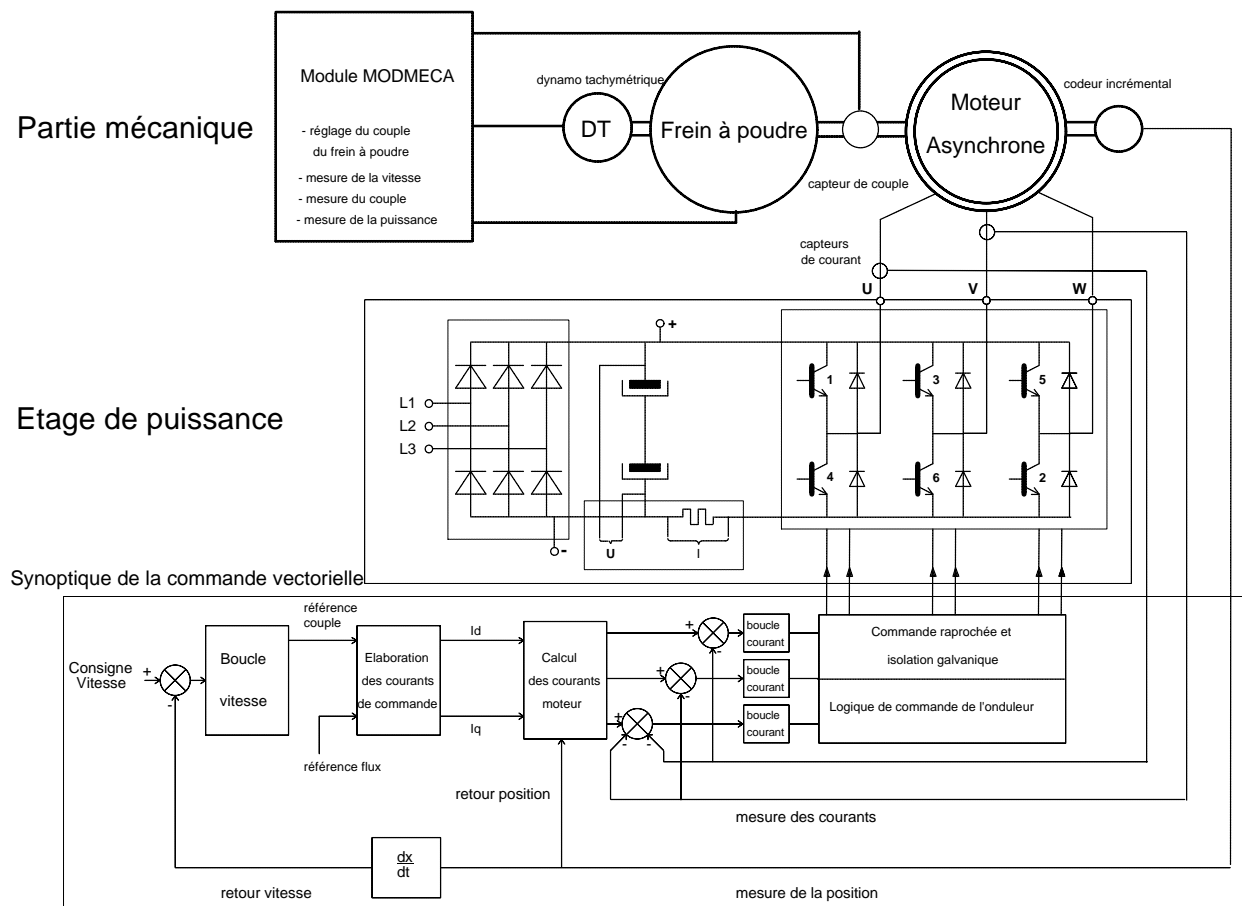 Partie mécanique
Module MODMECA
- réglage du couple
du frein à poudre
- mesure de la vitesse
- mesure du couple
- mesure de la puissance
dynamo tachymétrique
DT
Frein à poudre
capteur de couple
Moteur
Asynchrone
codeur incrémental
capteurs
de courant
U
V
W
Etage de puissance
L1
L2
L3
+
-
U
I
1
3
5
4
6
2
Synoptique de la commande vectorielle
Consigne
Vitesse
+
-
Boucle
vitesse
référence
couple
référence flux
Elaboration
des courants
de commande
Id
Iq
Calcul
des courants
moteur
retour position
+
-
+
-
+
-
-
boucle
courant
boucle
courant
boucle
courant
Commande raprochée et
isolation galvanique
Logique de commande de l'onduleur
mesure des courants
dx
dt
retour vitesse
mesure de la position